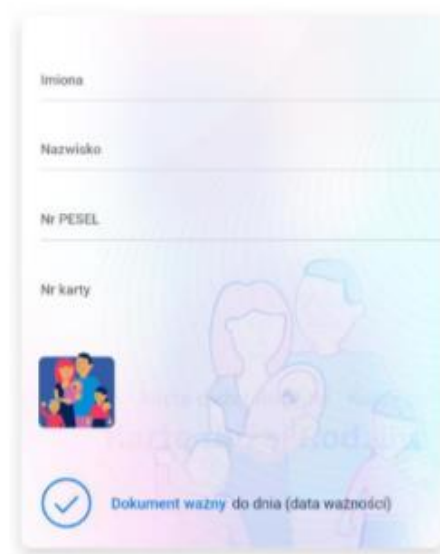 Imiona
Nazwisko
Nr PESEL
Nr karty
Dokument ważny do dnia (data ważności)